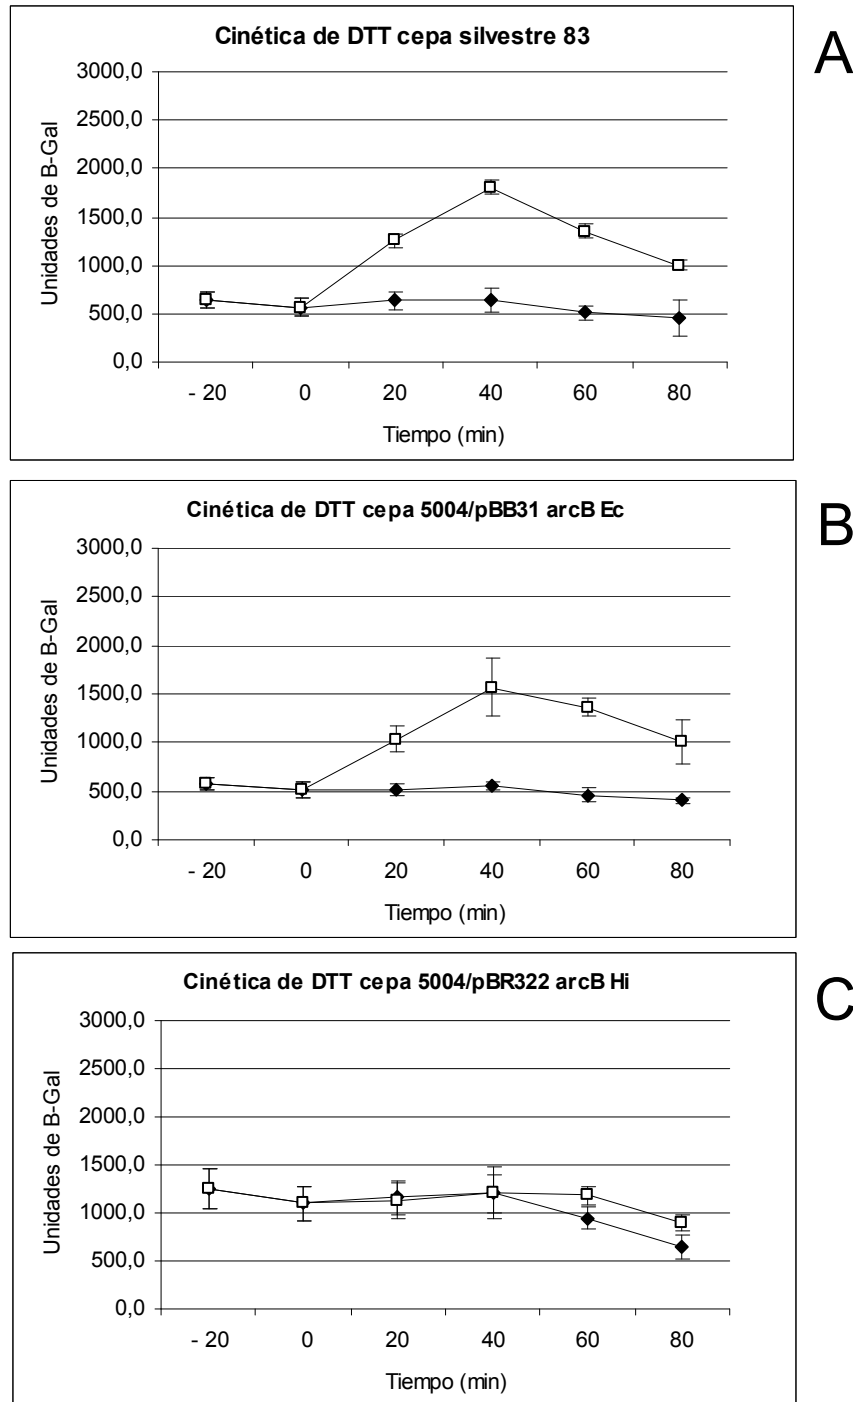 Cinética de DTT cepa silvestre 83
A
Unidades de B-Gal
3000,0
2500,0
2000,0
1500,0
1000,0
500,0
0,0
- 20 0 20 40 60 80
Tiempo (min)
Cinética de DTT cepa 5004/pBB31 arcB Ec
B
Unidades de B-Gal
3000,0
2500,0
2000,0
1500,0
1000,0
500,0
0,0
- 20 0 20 40 60 80
Tiempo (min)
Cinética de DTT cepa 5004/pBR322 arcB Hi
C
Unidades de B-Gal
3000,0
2500,0
2000,0
1500,0
1000,0
500,0
0,0
- 20 0 20 40 60 80
Tiempo (min)